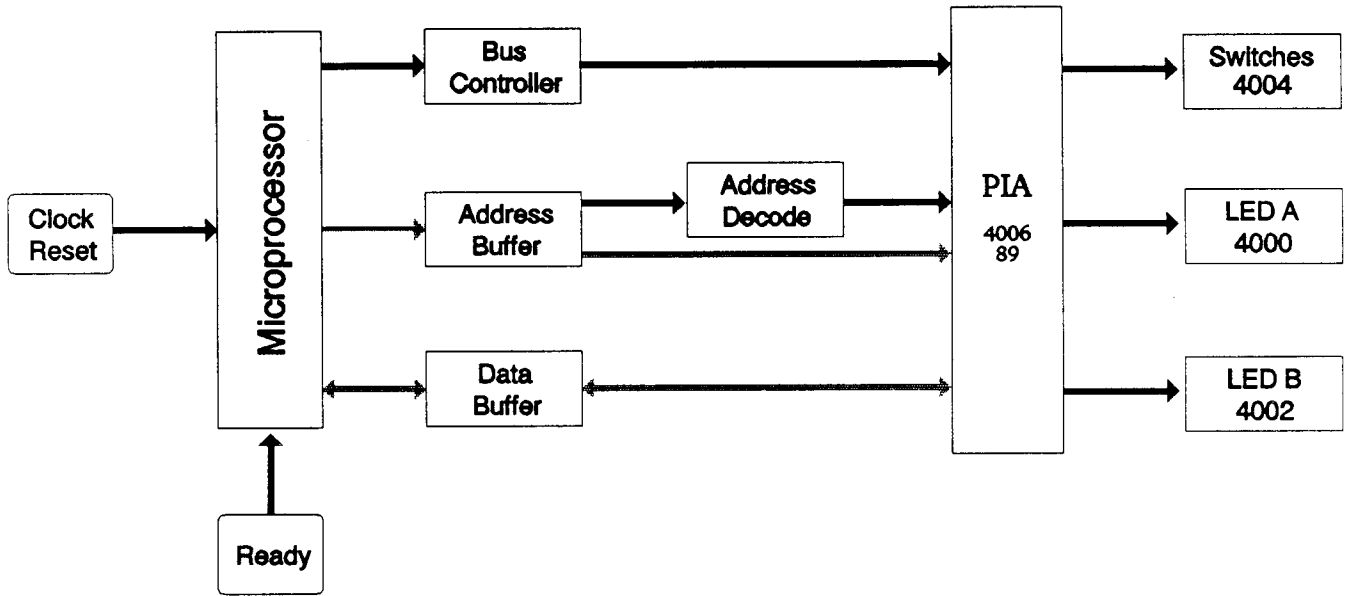 Bus
Controller
Switches
4004
Microprocessor
Clock
Reset
Address
Buffer
Address
Decode
PIA
4006
89
LED A
4000
Data
Buffer
LED B
4002
Ready